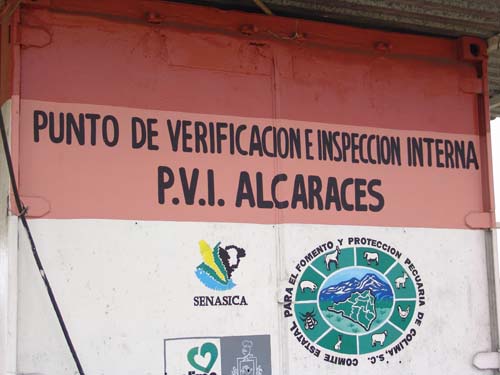 PUNTO DE VERIFICACION E INSPECCION INTERNA
P.V.I. ALCARACES
SENASICA
COMITE ESTATAL PARA EL FOMENTO Y PROTECCION PECUARIA DE COLIMA, S.C.